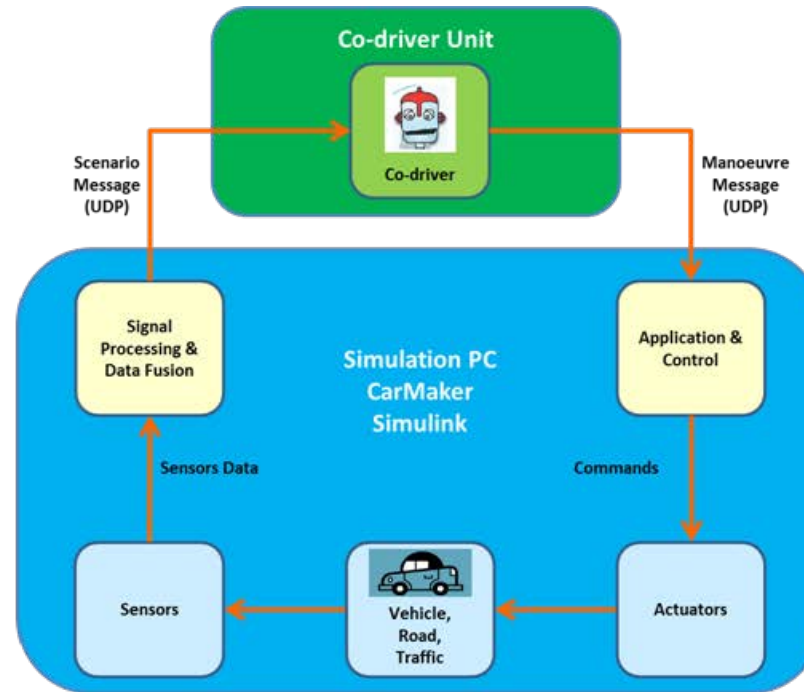 Co-driver Unit
Co-driver
Scenario
Message
(UDP)
Manoeuvre
Message
(UDP)
Signal
Processing &
Data Fusion
Simulation PC
CarMaker
Simulink
Application &
Control
Sensors Data
Commands
Sensors
Vehicle,
Road,
Traffic
Actuators